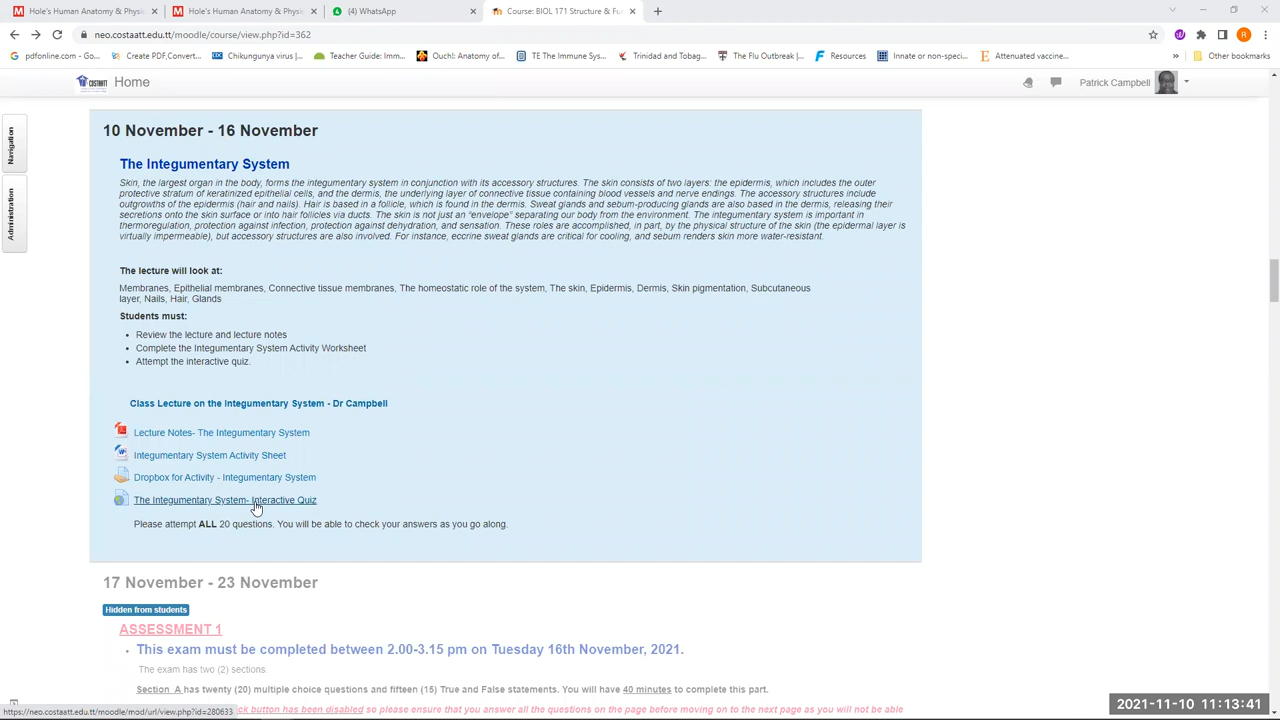 Hole's Human Anatomy & Physi
Hole's Human Anatomy & Physi
(4) WhatsApp
Course: BIOL 171 Structure & Fu
neo.costaatt.edu.tt/moodle/course/view.php?id=362
pdfonline.com - Go...
Create PDF,Convert...
Chikungunya virus |...
Teacher Guide: Imm...
Ouch!: Anatomy of...
TE The Immune Sys...
Trinidad and Tobag...
The Flu Outbreak |...
Resources
Innate or non-speci...
Attenuated vaccine...
»
Other bookmarks
COSTAATT
Home
Patrick Campbell
Navigation
Administration
10 November - 16 November
The Integumentary System
Skin, the largest organ in the body, forms the integumentary system in conjunction with its accessory structures. The skin consists of two layers: the epidermis, which includes the outer
protective stratum of keratinized epithelial cells, and the dermis, the underlying layer of connective tissue containing blood vessels and nerve endings. The accessory structures include
outgrowths of the epidermis (hair and nails). Hair is based in a follicle, which is found in the dermis. Sweat glands and sebum-producing glands are also based in the dermis, releasing their
secretions onto the skin surface or into hair follicles via ducts. The skin is not just an “envelope” separating our body from the environment. The integumentary system is important in
thermoregulation, protection against infection, protection against dehydration, and sensation. These roles are accomplished, in part, by the physical structure of the skin (the epidermal layer is
virtually impermeable), but accessory structures are also involved. For instance, eccrine sweat glands are critical for cooling, and sebum renders skin more water-resistant.
The lecture will look at:
Membranes, Epithelial membranes, Connective tissue membranes, The homeostatic role of the system, The skin, Epidermis, Dermis, Skin pigmentation, Subcutaneous
layer, Nails, Hair, Glands
Students must:
• Review the lecture and lecture notes
• Complete the Integumentary System Activity Worksheet
• Attempt the interactive quiz.
Class Lecture on the Integumentary System - Dr Campbell
Lecture Notes- The Integumentary System
Integumentary System Activity Sheet
Dropbox for Activity - Integumentary System
The Integumentary System- Interactive Quiz
Please attempt ALL 20 questions. You will be able to check your answers as you go along.
17 November - 23 November
Hidden from students
ASSESSMENT 1
• This exam must be completed between 2.00-3.15 pm on Tuesday 16th November, 2021.
The exam has two (2) sections.
Section A has twenty (20) multiple choice questions and fifteen (15) True and False statements. You will have 40 minutes to complete this part.
https://neo.costaatt.edu.tt/moodle/mod/url/view.php?id=280633
ck button has been disabled so please ensure that you answer all the questions on the page before moving on to the next page as you will not be able
2021-11-10 11:13:41